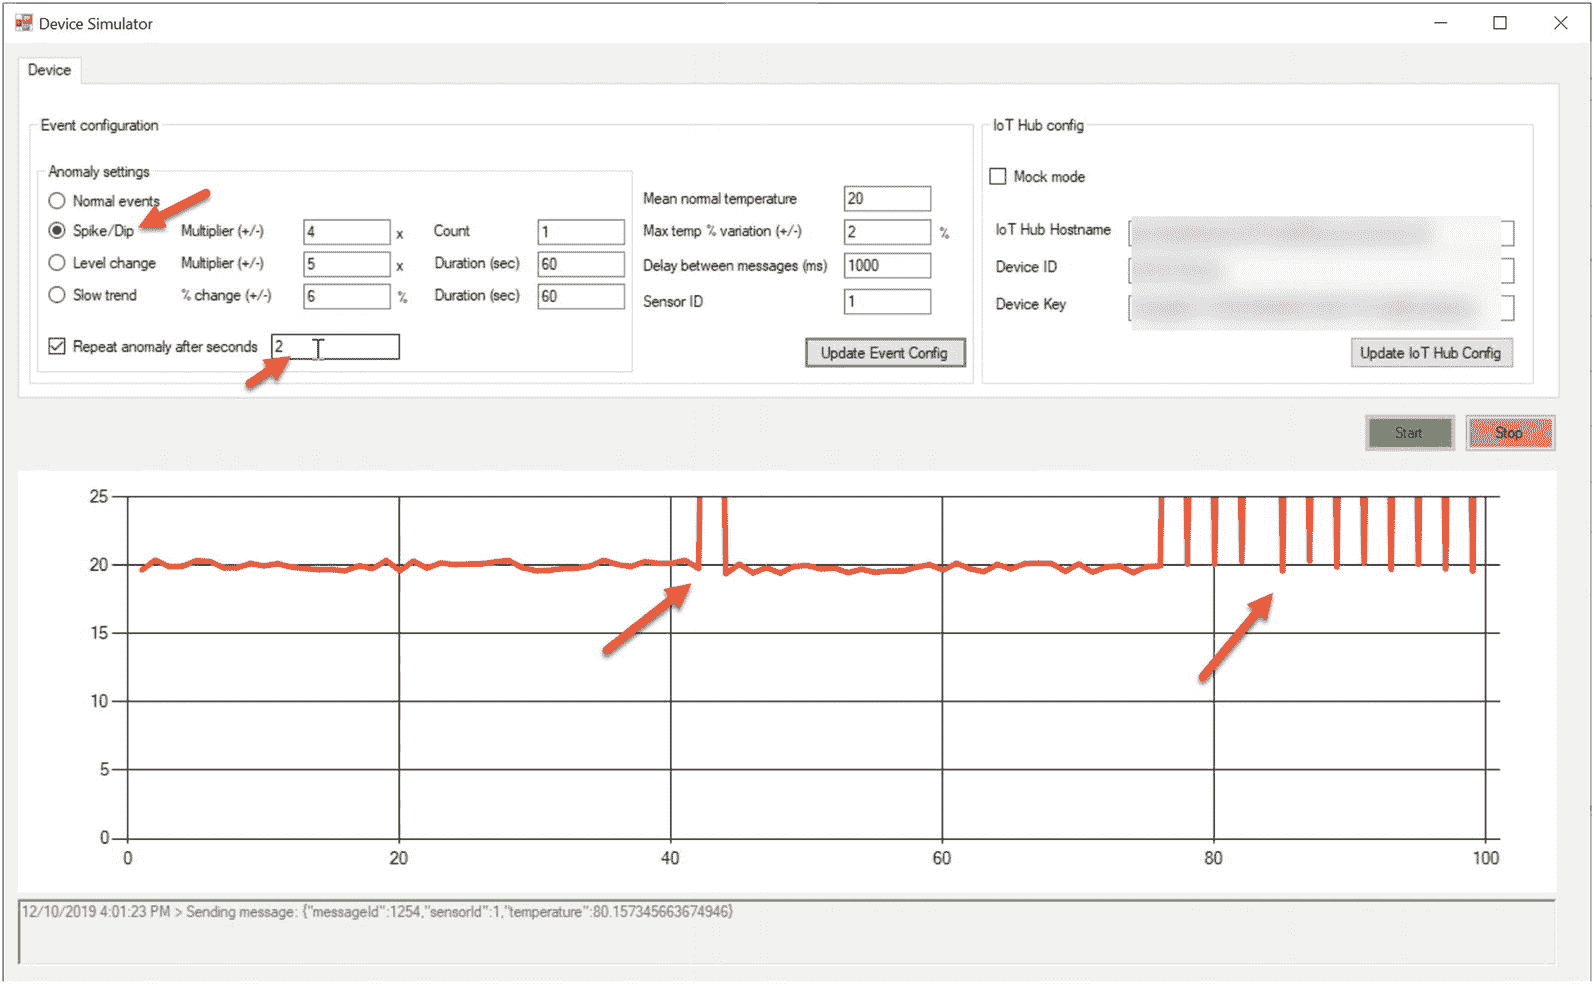 Device Simulator
Device
Event configuration
Anomaly settings
Normal events
Spike/Dip Multiplier (+/-) 4 x Count 1
Level change Multiplier (+/-) 5 x Duration (sec) 60
Slow trend % change (+/-) 6 % Duration (sec) 60
Repeat anomaly after seconds 2
Mean normal temperature 20
Max temp % variation (+/-) 2 %
Delay between messages (ms) 1000
Sensor ID 1
Update Event Config
IoT Hub config
Mock mode
IoT Hub Hostname
Device ID
Device Key
Update IoT Hub Config
Start Stop
25
20
15
10
5
0
0 20 40 60 80 100
12/10/2019 4:01:23 PM > Sending message: {"messageId":1254,"sensorId":1,"temperature":80.157345663674946}